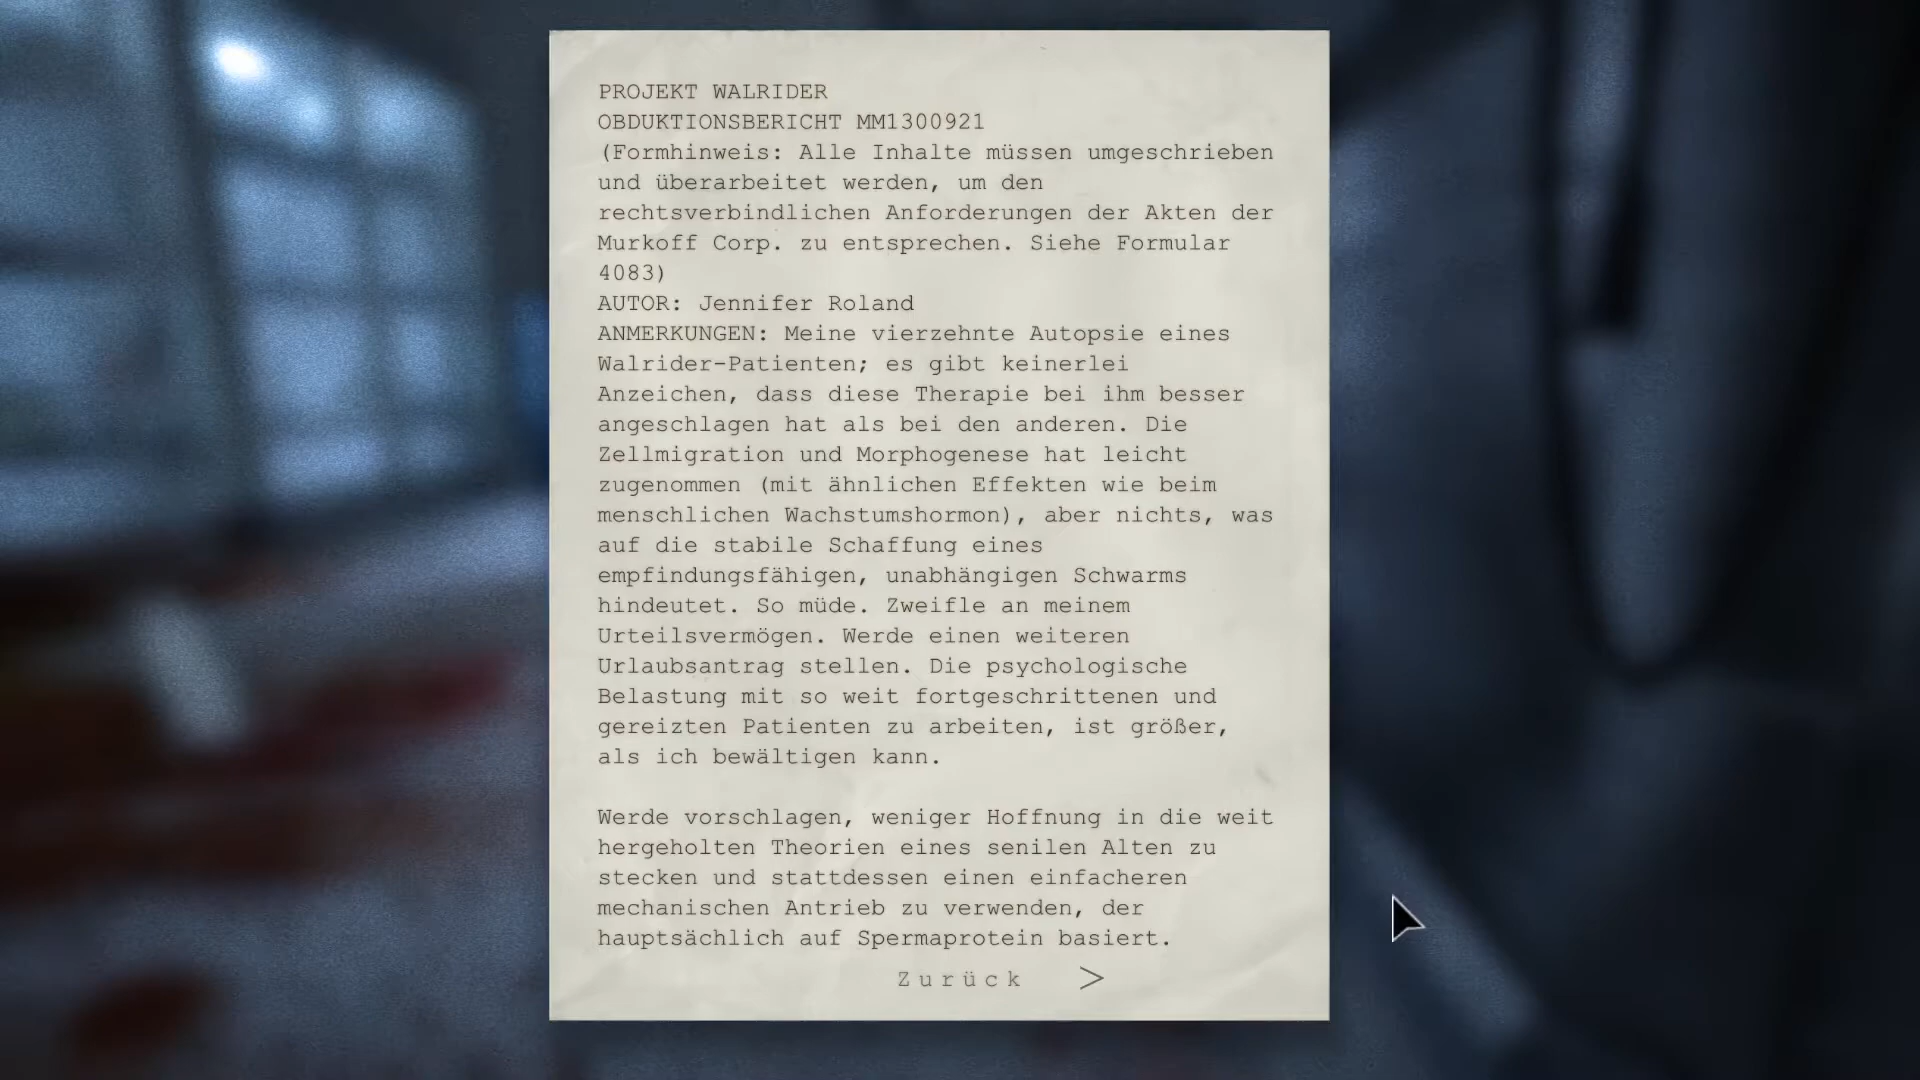 PROJEKT WALRIDER
OBDUKTIONSBERICHT MM1300921
(Formhinweis: Alle Inhalte müssen umgeschrieben
und überarbeitet werden, um den
rechtsverbindlichen Anforderungen der Akten der
Murkoff Corp. zu entsprechen. Siehe Formular
4083)
AUTOR: Jennifer Roland
ANMERKUNGEN: Meine vierzehnte Autopsie eines
Walrider-Patienten; es gibt keinerlei
Anzeichen, dass diese Therapie bei ihm besser
angeschlagen hat als bei den anderen. Die
Zellmigration und Morphogenese hat leicht
zugenommen (mit ähnlichen Effekten wie beim
menschlichen Wachstumshormon), aber nichts, was
auf die stabile Schaffung eines
empfindungsfähigen, unabhängigen Schwarms
hindeutet. So müde. Zweifle an meinem
Urteilsvermögen. Werde einen weiteren
Urlaubsantrag stellen. Die psychologische
Belastung mit so weit fortgeschrittenen und
gereizten Patienten zu arbeiten, ist größer,
als ich bewältigen kann.
Werde vorschlagen, weniger Hoffnung in die weit
hergeholten Theorien eines senilen Alten zu
stecken und stattdessen einen einfacheren
mechanischen Antrieb zu verwenden, der
hauptsächlich auf Spermaprotein basiert.
Zurück >